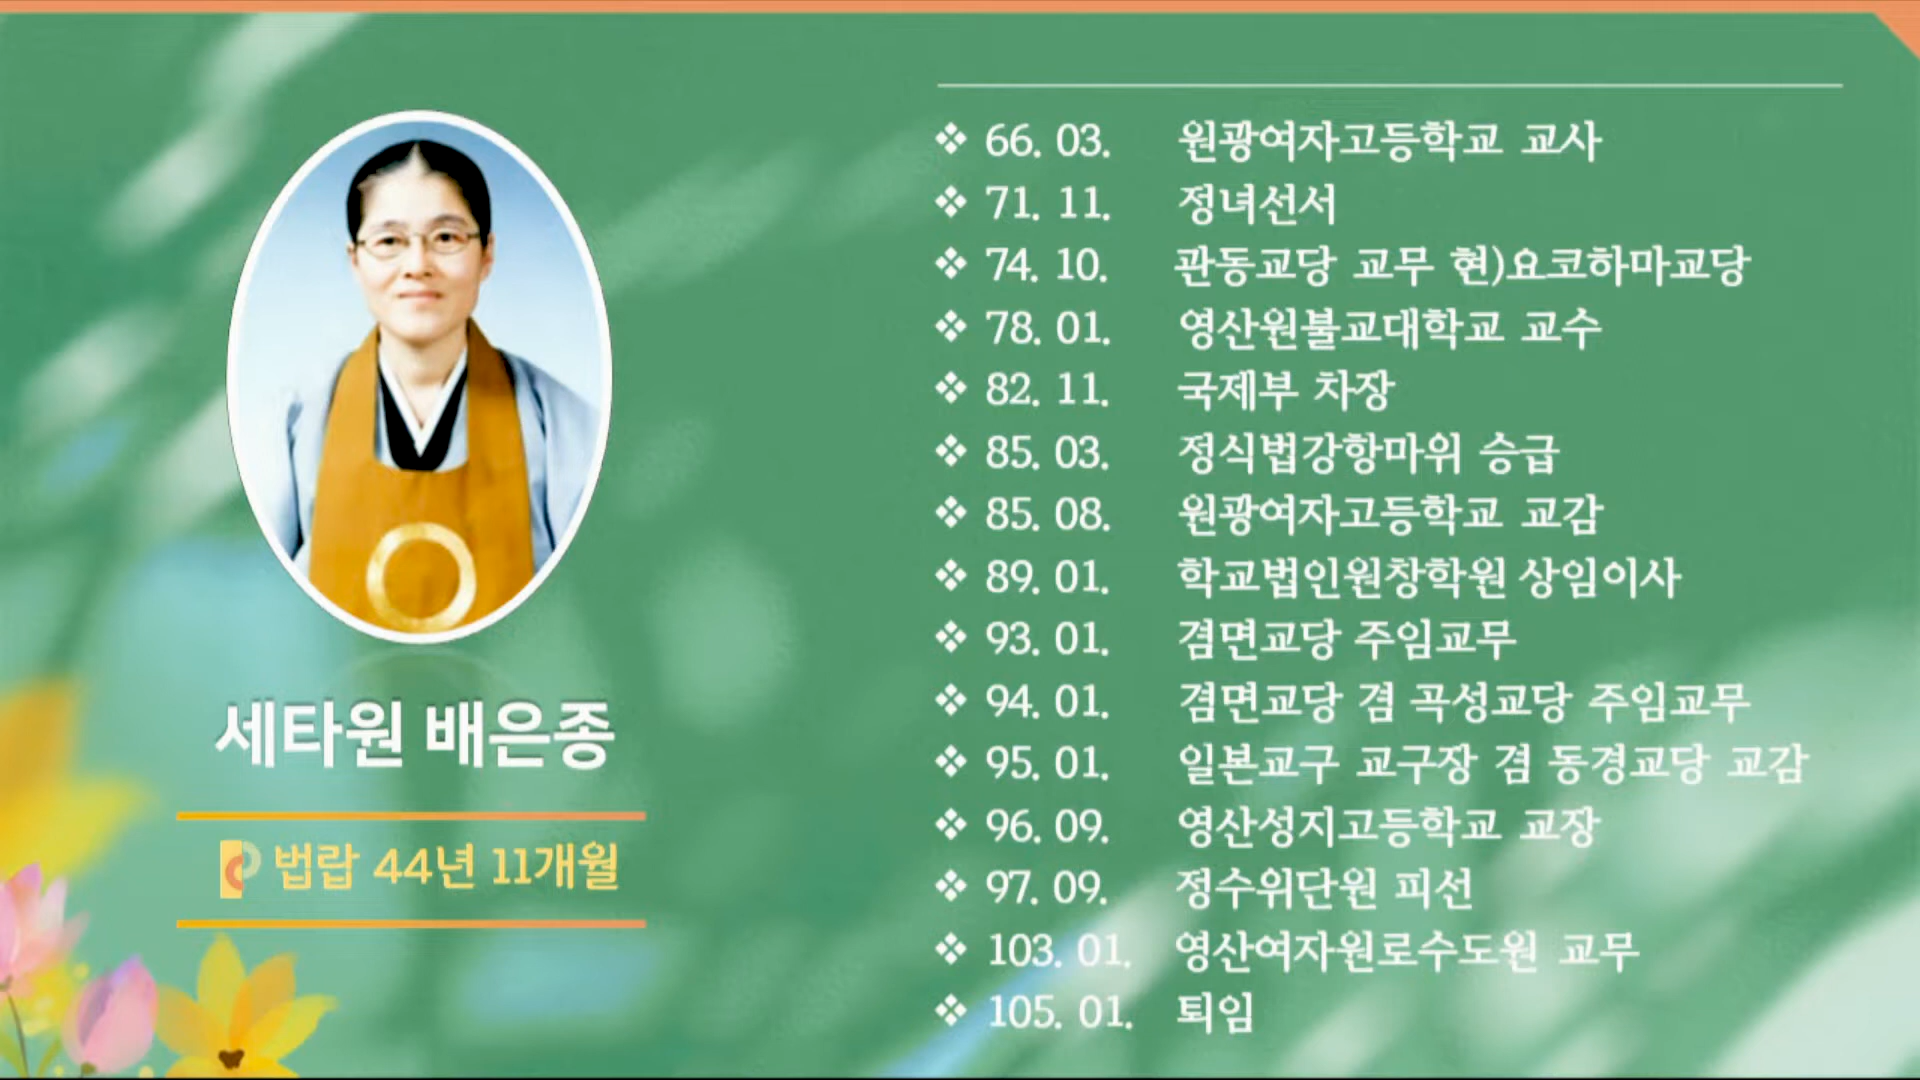 세타원 배은종
법랍 44년 11개월
❖ 66. 03. 원광여자고등학교 교사
❖ 71. 11. 정녀선서
❖ 74. 10. 관동교당 교무 현)요코하마교당
❖ 78. 01. 영산원불교대학교 교수
❖ 82. 11. 국제부 차장
❖ 85. 03. 정식법강항마위 승급
❖ 85. 08. 원광여자고등학교 교감
❖ 89. 01. 학교법인원창학원 상임이사
❖ 93. 01. 겸면교당 주임교무
❖ 94. 01. 겸면교당 겸 곡성교당 주임교무
❖ 95. 01. 일본교구 교구장 겸 동경교당 교감
❖ 96. 09. 영산성지고등학교 교장
❖ 97. 09. 정수위단원 피선
❖ 103. 01. 영산여자원로수도원 교무
❖ 105. 01. 퇴임